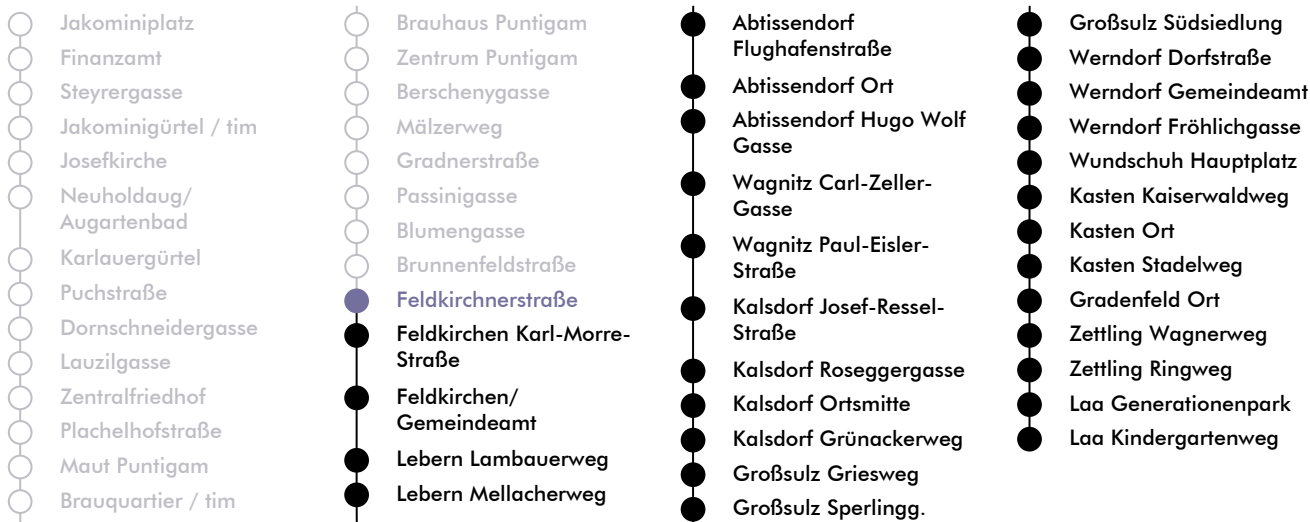 Jakominiplatz
Finanzamt
Steyrergasse
Jakominigürtel / tim
Josefkirche
Neuholdaug/
Augartenbad
Karlauergürtel
Puchstraße
Dornschneidergasse
Lauzilgasse
Zentralfriedhof
Plachelhofstraße
Maut Puntigam
Brauquartier / tim
Brauhaus Puntigam
Zentrum Puntigam
Berschenygasse
Mälzerweg
Gradnerstraße
Passinigasse
Blumengasse
Brunnenfeldstraße
Feldkirchnerstraße
Feldkirchen Karl-Morre-
Straße
Feldkirchen/
Gemeindeamt
Lebern Lambauerweg
Lebern Mellacherweg
Abtissendorf
Flughafenstraße
Abtissendorf Ort
Abtissendorf Hugo Wolf
Gasse
Wagnitz Carl-Zeller-
Gasse
Wagnitz Paul-Eisler-
Straße
Kalsdorf Josef-Ressel-
Straße
Kalsdorf Roseggergasse
Kalsdorf Ortsmitte
Kalsdorf Grünackerweg
Großsulz Griesweg
Großsulz Sperlingg.
Großsulz Südsiedlung
Werndorf Dorfstraße
Werndorf Gemeindeamt
Werndorf Fröhlichgasse
Wundschuh Hauptplatz
Kasten Kaiserwaldweg
Kasten Ort
Kasten Stadelweg
Gradenfeld Ort
Zettling Wagnerweg
Zettling Ringweg
Laa Generationenpark
Laa Kindergartenweg